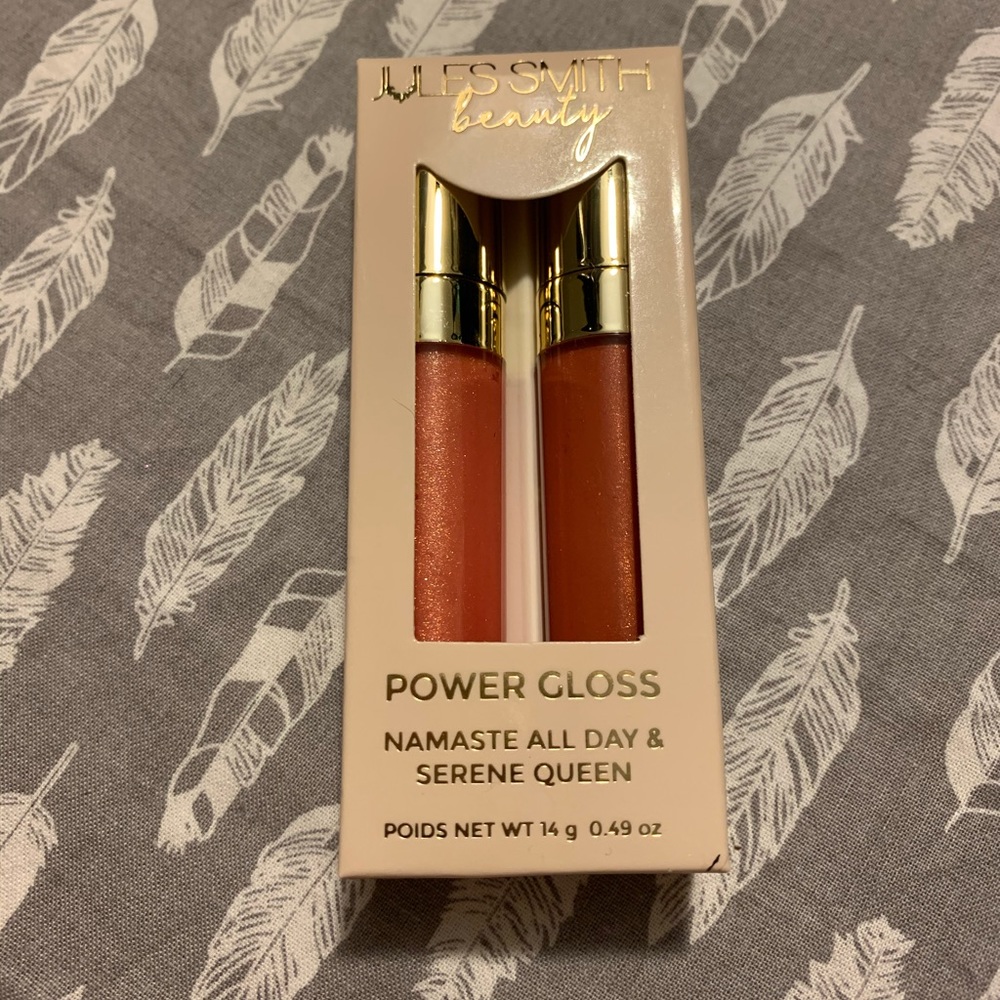 JULES SMITH
beauty
POWER GLOSS
NAMASTE ALL DAY &
SERENE QUEEN
POIDS NET WT 14 g 0.49 oz